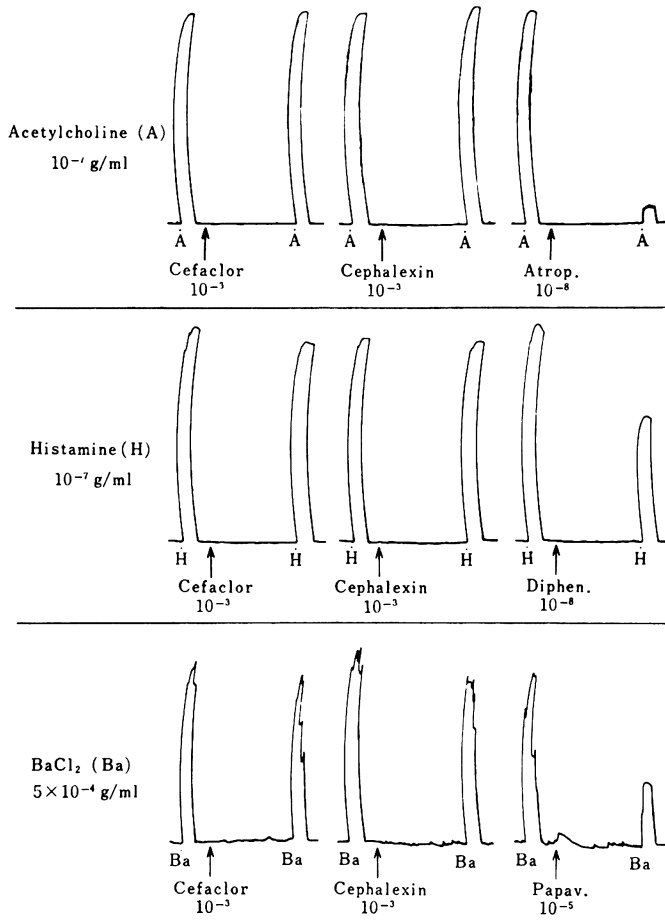 Acetylcholine (A)
g/ml
A A A A A A
Cefaclor Cephalexin Atrop.
10⁻³ 10⁻³ 10⁻⁸
Histamine (H)
10⁻⁷ g/ml
H H H H H H
Cefaclor Cephalexin Diphen.
10⁻³ 10⁻³ 10⁻⁸
BaCl₂ (Ba)
5×10⁻⁴ g/ml
Ba Ba Ba Ba Ba Ba
Cefaclor Cephalexin Papav.
10⁻³ 10⁻³ 10⁻⁵